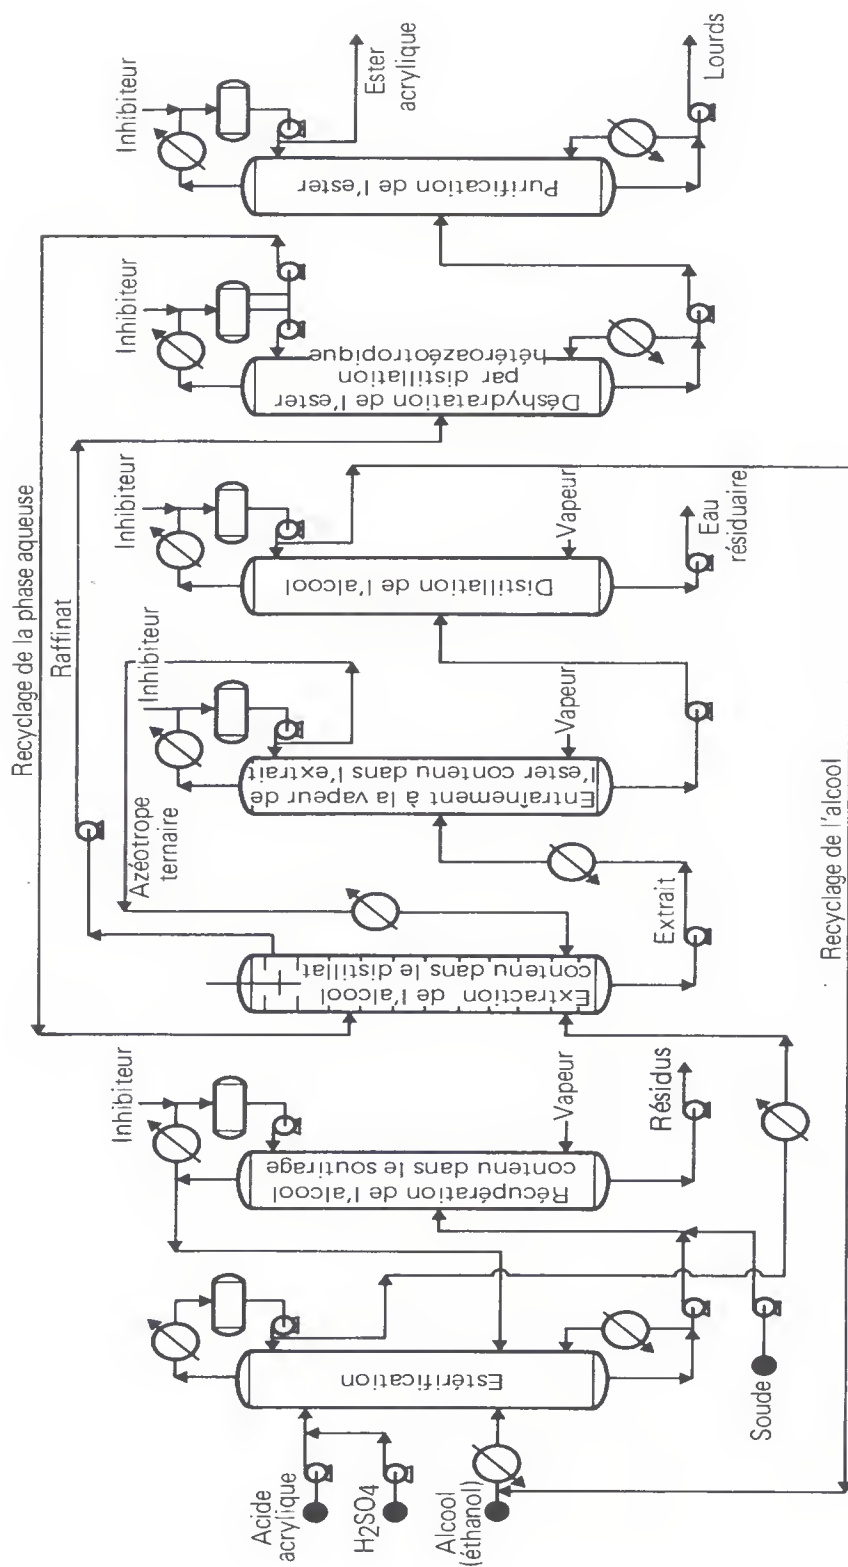 Acide
acrylique
H2SO4
Alcool
(éthanol)
Estérification
Soude
Inhibiteur
Récupération de l'alcool
contenu dans le soutirage
Vapeur
Résidus
Recyclage de la phase aqueuse
Raffinat
Azéotrope
ternaire
Extraction de l'alcool
contenu dans le distillat
Extrait
Inhibiteur
Entraînement à la vapeur de
l'ester contenu dans l'extrait
Vapeur
Inhibiteur
Distillation de l'alcool
Vapeur
Eau
résiduaire
Inhibiteur
Déshydratation de l'ester
par distillation
hétéroazéotropique
Inhibiteur
Purification de l'ester
Ester
acrylique
Lourds
Recyclage de l'alcool